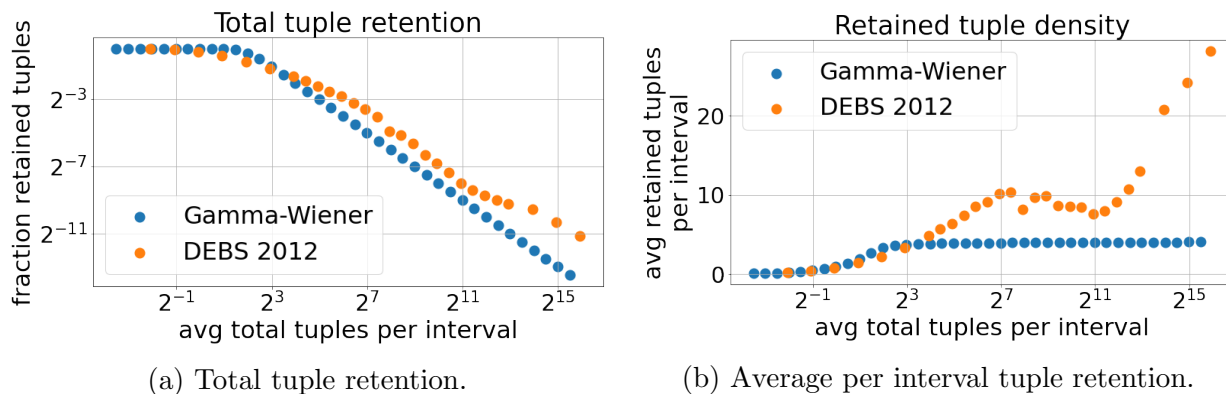 Total tuple retention
fraction retained tuples
2^{-3}
2^{-7}
2^{-11}
Gamma-Wiener
DEBS 2012
2^{-1} 2^{3} 2^{7} 2^{11} 2^{15}
avg total tuples per interval
(a) Total tuple retention.
Retained tuple density
avg retained tuples
per interval
20
10
0
Gamma-Wiener
DEBS 2012
2^{-1} 2^{3} 2^{7} 2^{11} 2^{15}
avg total tuples per interval
(b) Average per interval tuple retention.